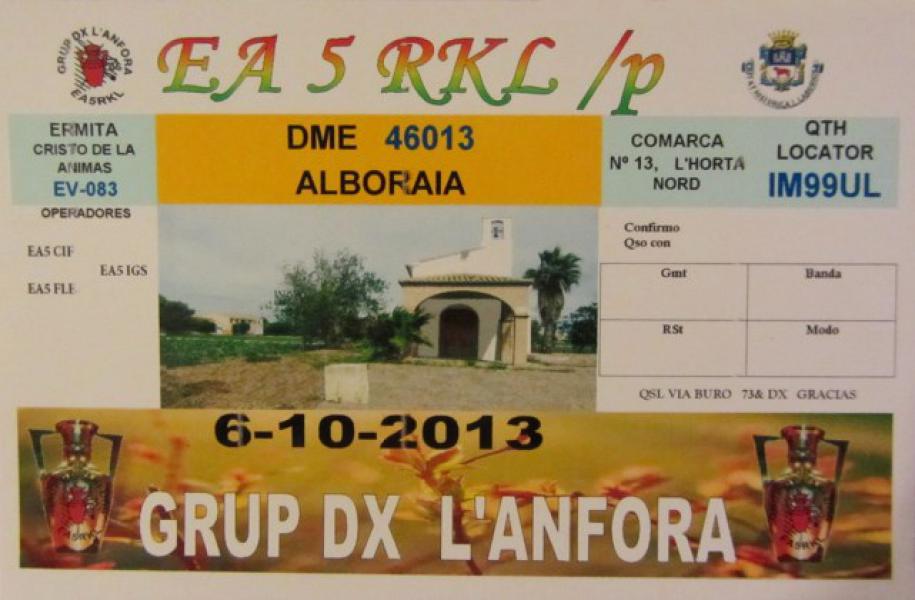 GRUP DX L'ANFORA
EA5RKL
EA 5 RKL /p
ERMITA
CRISTO DE LA
ANIMAS
EV-083
DME 46013
ALBORAIA
COMARCA
Nº 13, L'HORTA
NORD
QTH
LOCATOR
IM99UL
OPERADORES
EA5 CIF
EA5 IGS
EA5 FLE
Confirmo
Qso con
Gmt
Banda
RSt
Modo
QSL VIA BURO 73& DX GRACIAS
6-10-2013
GRUP DX L'ANFORA
EA5RKL
EA5RKL